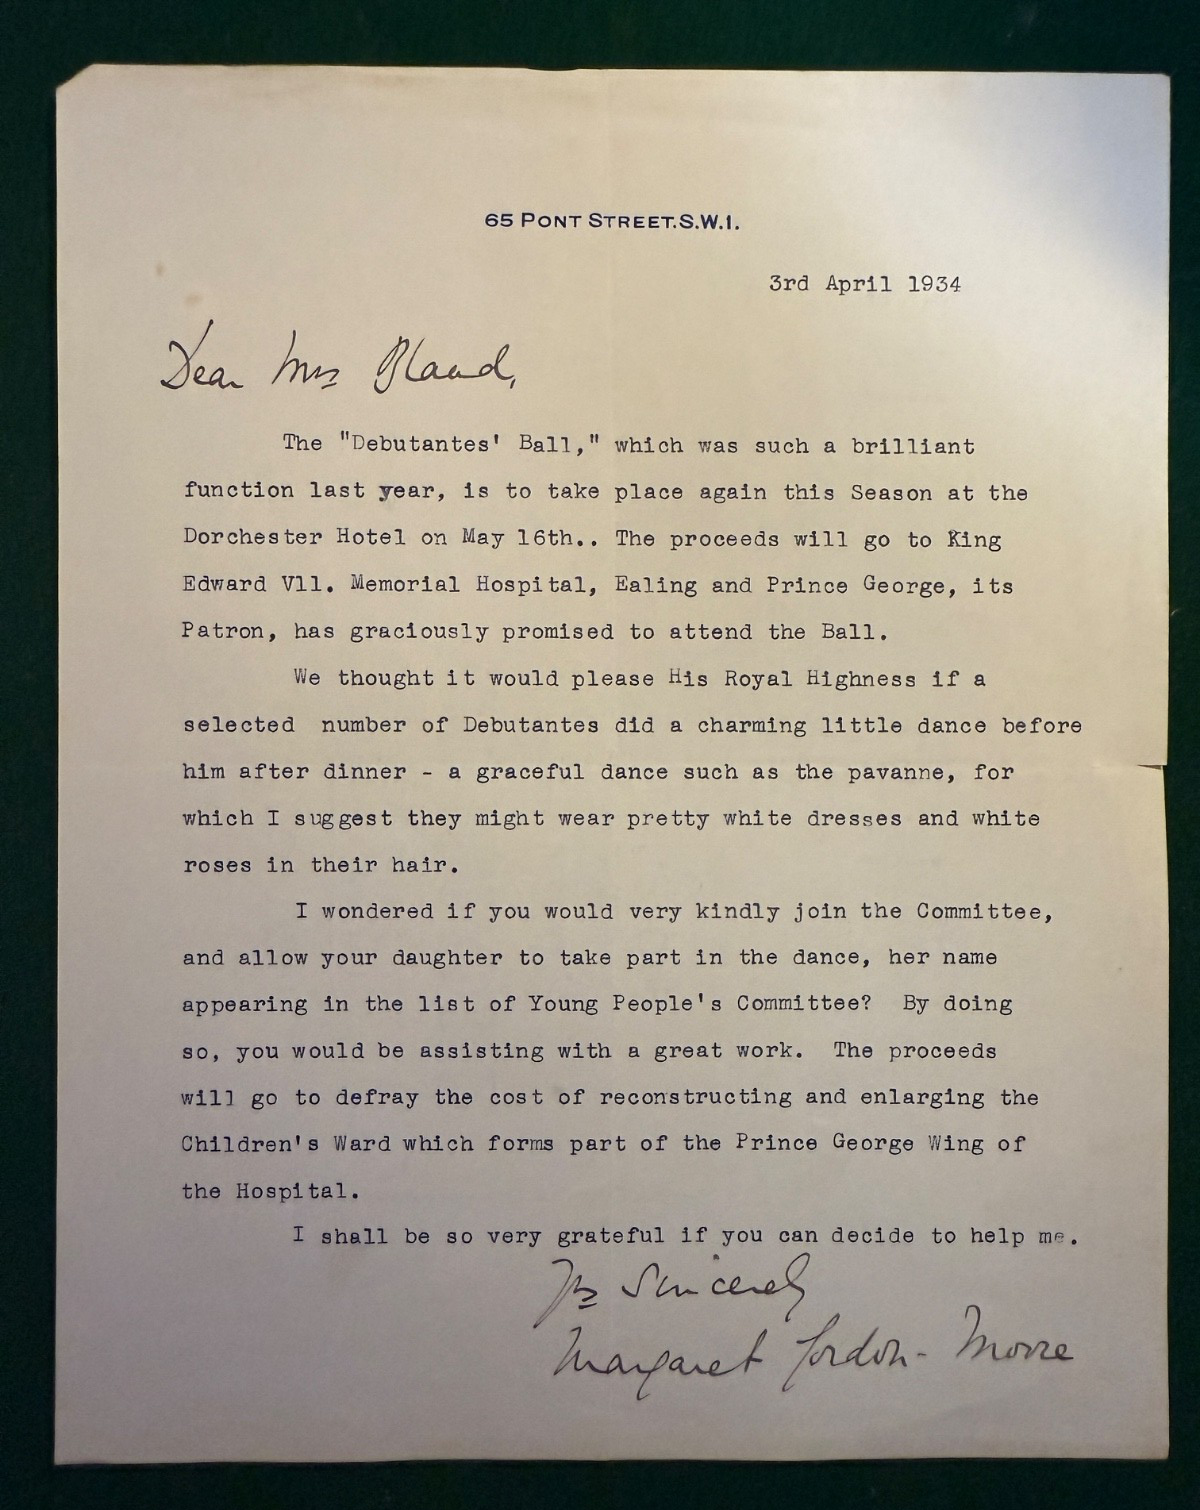 65 PONT STREET.S.W.1.
3rd April 1934
Dear Mrs Bland,
The "Debutantes' Ball," which was such a brilliant
function last year, is to take place again this Season at the
Dorchester Hotel on May 16th.. The proceeds will go to King
Edward Vll. Memorial Hospital, Ealing and Prince George, its
Patron, has graciously promised to attend the Ball.
We thought it would please His Royal Highness if a
selected number of Debutantes did a charming little dance before
him after dinner - a graceful dance such as the pavanne, for
which I suggest they might wear pretty white dresses and white
roses in their hair.
I wondered if you would very kindly join the Committee,
and allow your daughter to take part in the dance, her name
appearing in the list of Young People's Committee? By doing
so, you would be assisting with a great work. The proceeds
will go to defray the cost of reconstructing and enlarging the
Children's Ward which forms part of the Prince George Wing of
the Hospital.
I shall be so very grateful if you can decide to help me.
Yrs Sincerely
Margaret Gordon-Moore